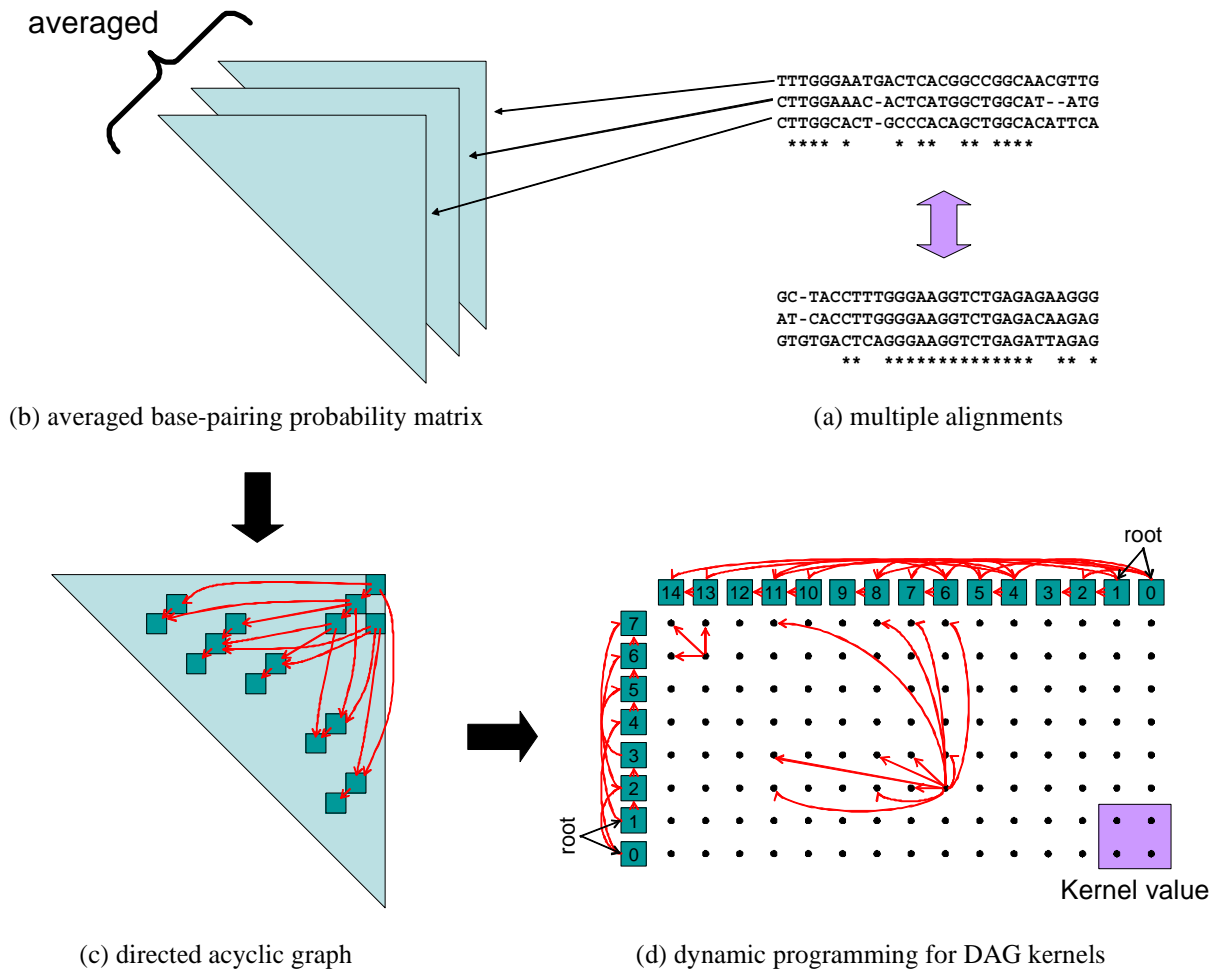 averaged
TTTGGGAATGACTCACGGCCGGCAACGTTG
CTTGGAAAC-ACTCATGGCTGGCAT--ATG
CTTGGCACT-GCCCACAGCTGGCACATTCA
**** *    * **  ** ****
GC-TACCTTTGGGAAGGTCTGAGAGAAGGG
AT-CACCTTGGGGAAGGTCTGAGACAAGAG
GTGTGACTCAGGGAAGGTCTGAGATTAGAG
**  **************  ** *
(b) averaged base-pairing probability matrix
(a) multiple alignments
root
14 13 12 11 10 9 8 7 6 5 4 3 2 1 0
7
6
5
4
3
2
1
0
root
Kernel value
(c) directed acyclic graph
(d) dynamic programming for DAG kernels